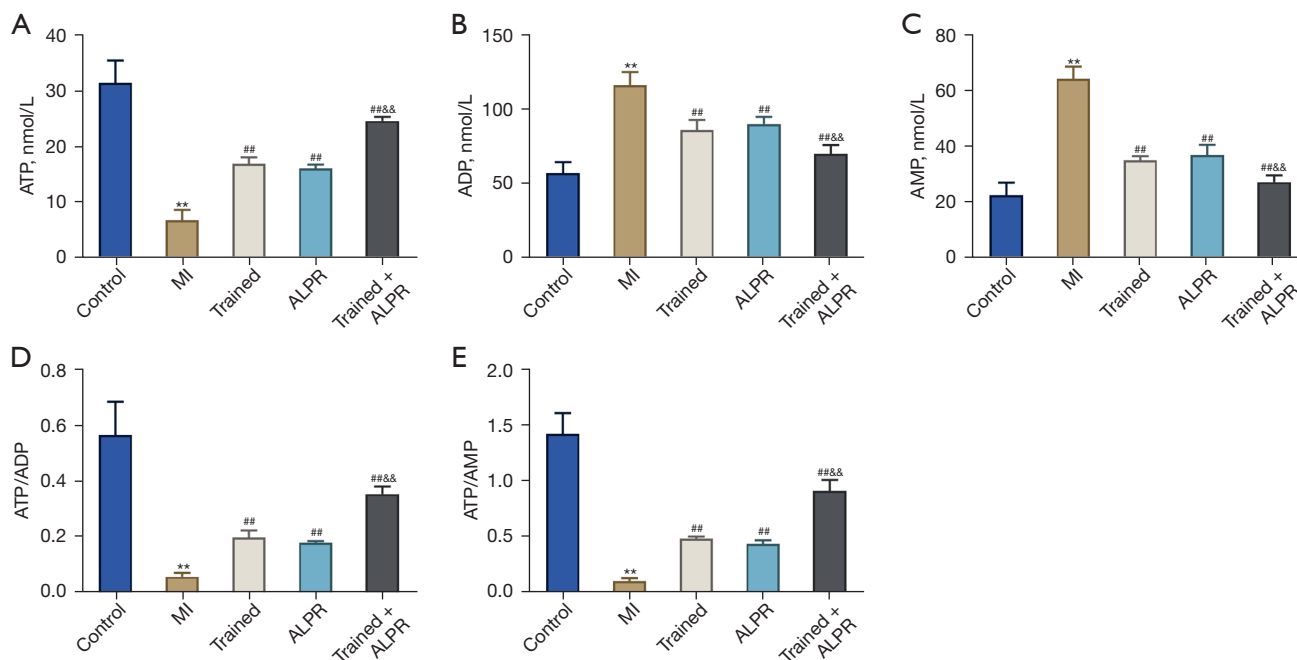 A
ATP, nmol/L
40
30
20
10
0
**
##
##
##&&
Control
MI
Trained
ALPR
Trained +
ALPR
B
ADP, nmol/L
150
100
50
0
**
##
##
##&&
Control
MI
Trained
ALPR
Trained +
ALPR
C
AMP, nmol/L
80
60
40
20
0
**
##
##
##&&
Control
MI
Trained
ALPR
Trained +
ALPR
D
ATP/ADP
0.8
0.6
0.4
0.2
0.0
**
##
##
##&&
Control
MI
Trained
ALPR
Trained +
ALPR
E
ATP/AMP
2.0
1.5
1.0
0.5
0.0
**
##
##
##&&
Control
MI
Trained
ALPR
Trained +
ALPR